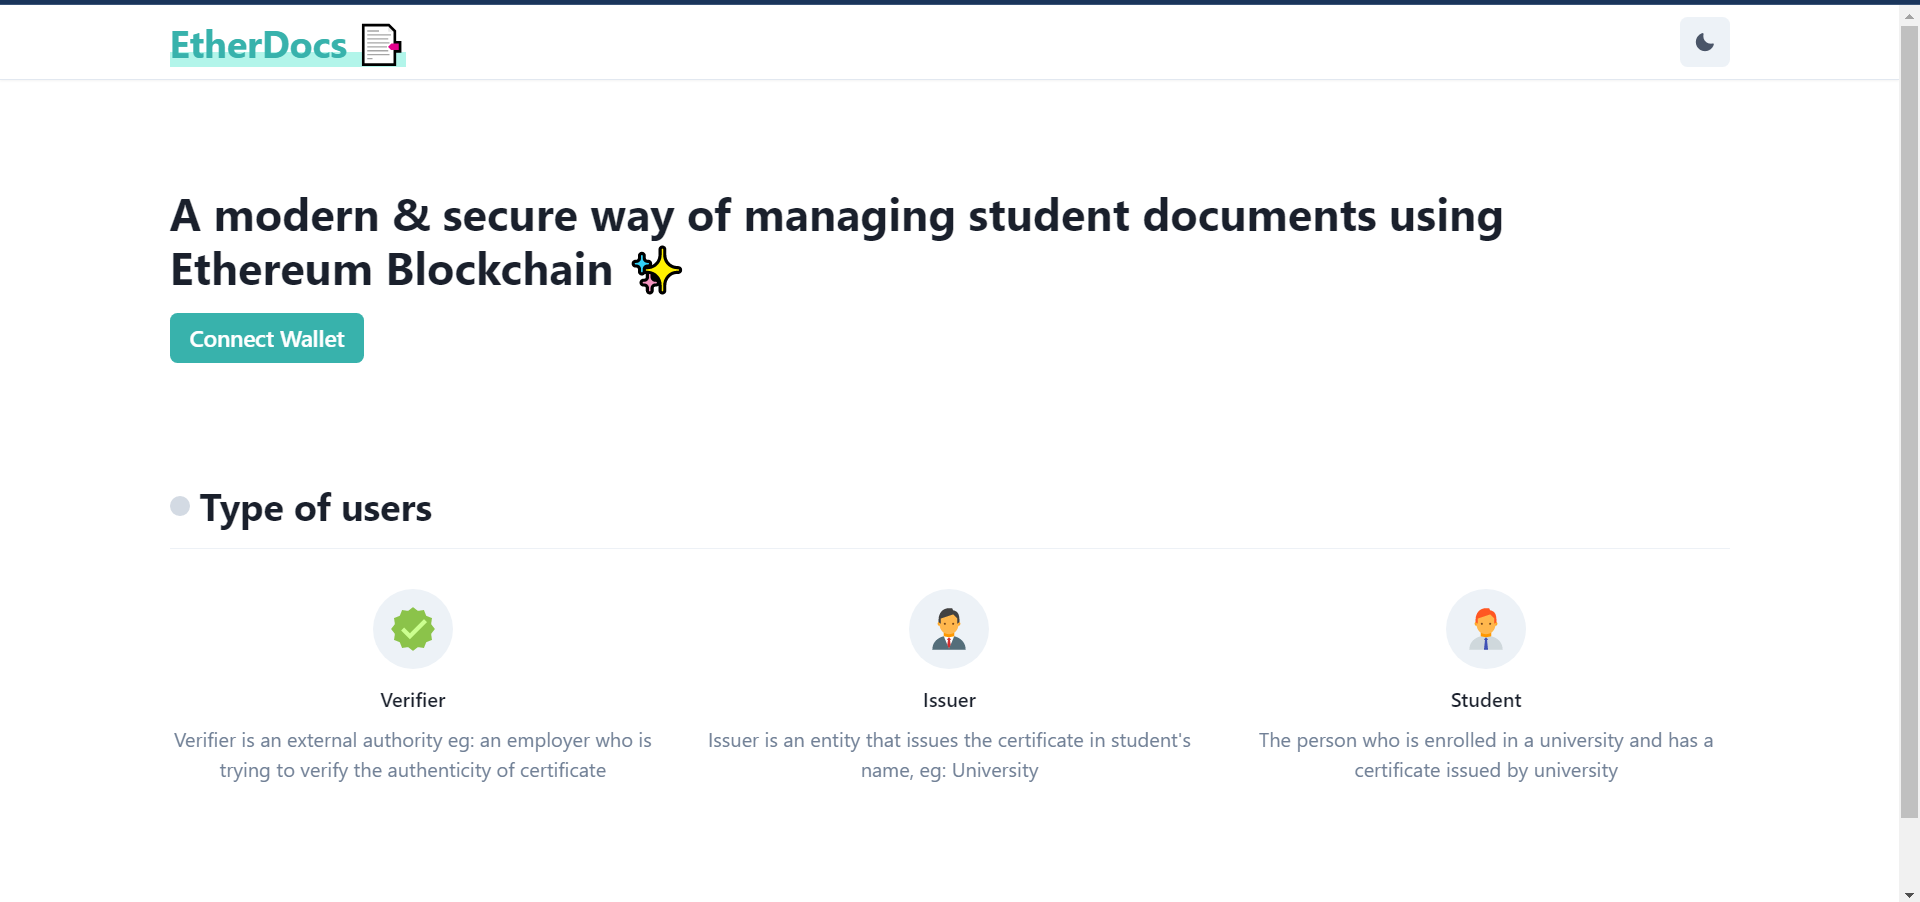 EtherDocs
A modern & secure way of managing student documents using
Ethereum Blockchain
Connect Wallet
Type of users
Verifier
Verifier is an external authority eg: an employer who is
trying to verify the authenticity of certificate
Issuer
Issuer is an entity that issues the certificate in student's
name, eg: University
Student
The person who is enrolled in a university and has a
certificate issued by university